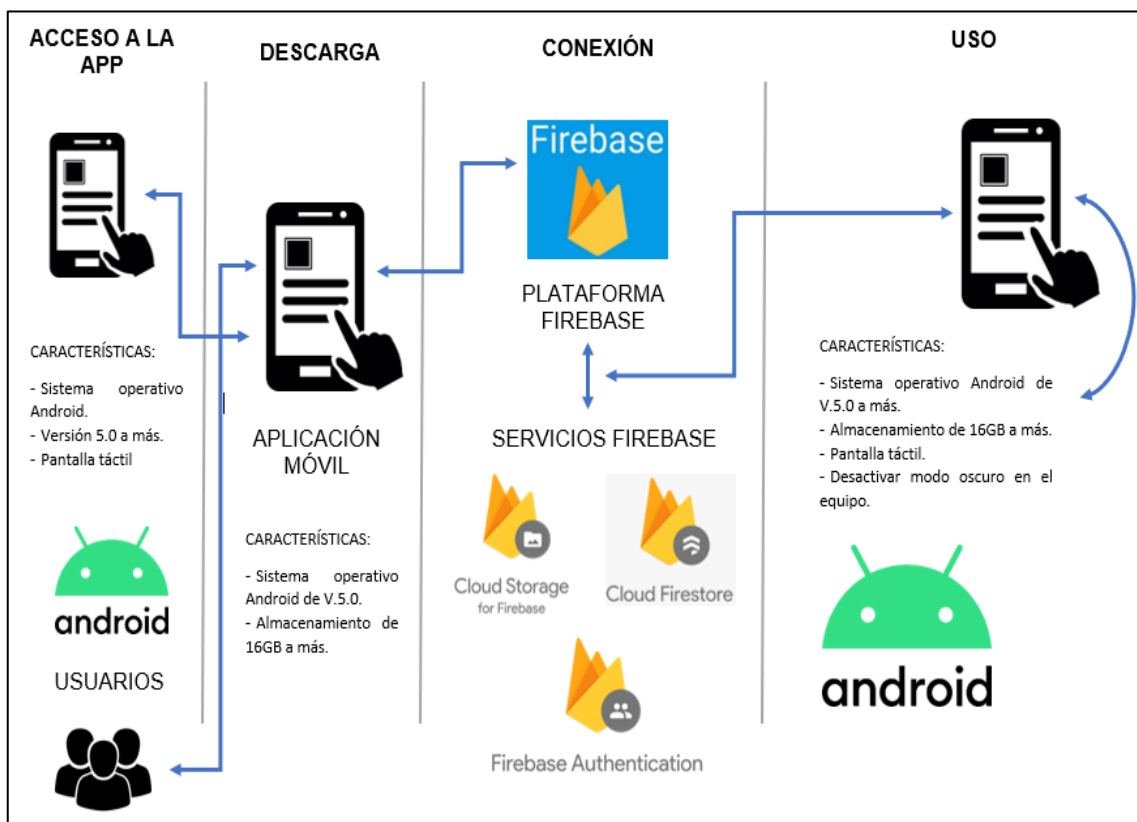 ACCESO A LA
APP
CARACTERÍSTICAS:
- Sistema operativo
Android.
- Versión 5.0 a más.
- Pantalla táctil
android
USUARIOS
DESCARGA
APLICACIÓN
MÓVIL
CARACTERÍSTICAS:
- Sistema operativo
Android de V.5.0.
- Almacenamiento de
16GB a más.
CONEXIÓN
Firebase
PLATAFORMA
FIREBASE
SERVICIOS FIREBASE
Cloud Storage
for Firebase
Cloud Firestore
Firebase Authentication
USO
CARACTERÍSTICAS:
- Sistema operativo Android de
V.5.0 a más.
- Almacenamiento de 16GB a más.
- Pantalla táctil.
- Desactivar modo oscuro en el
equipo.
android